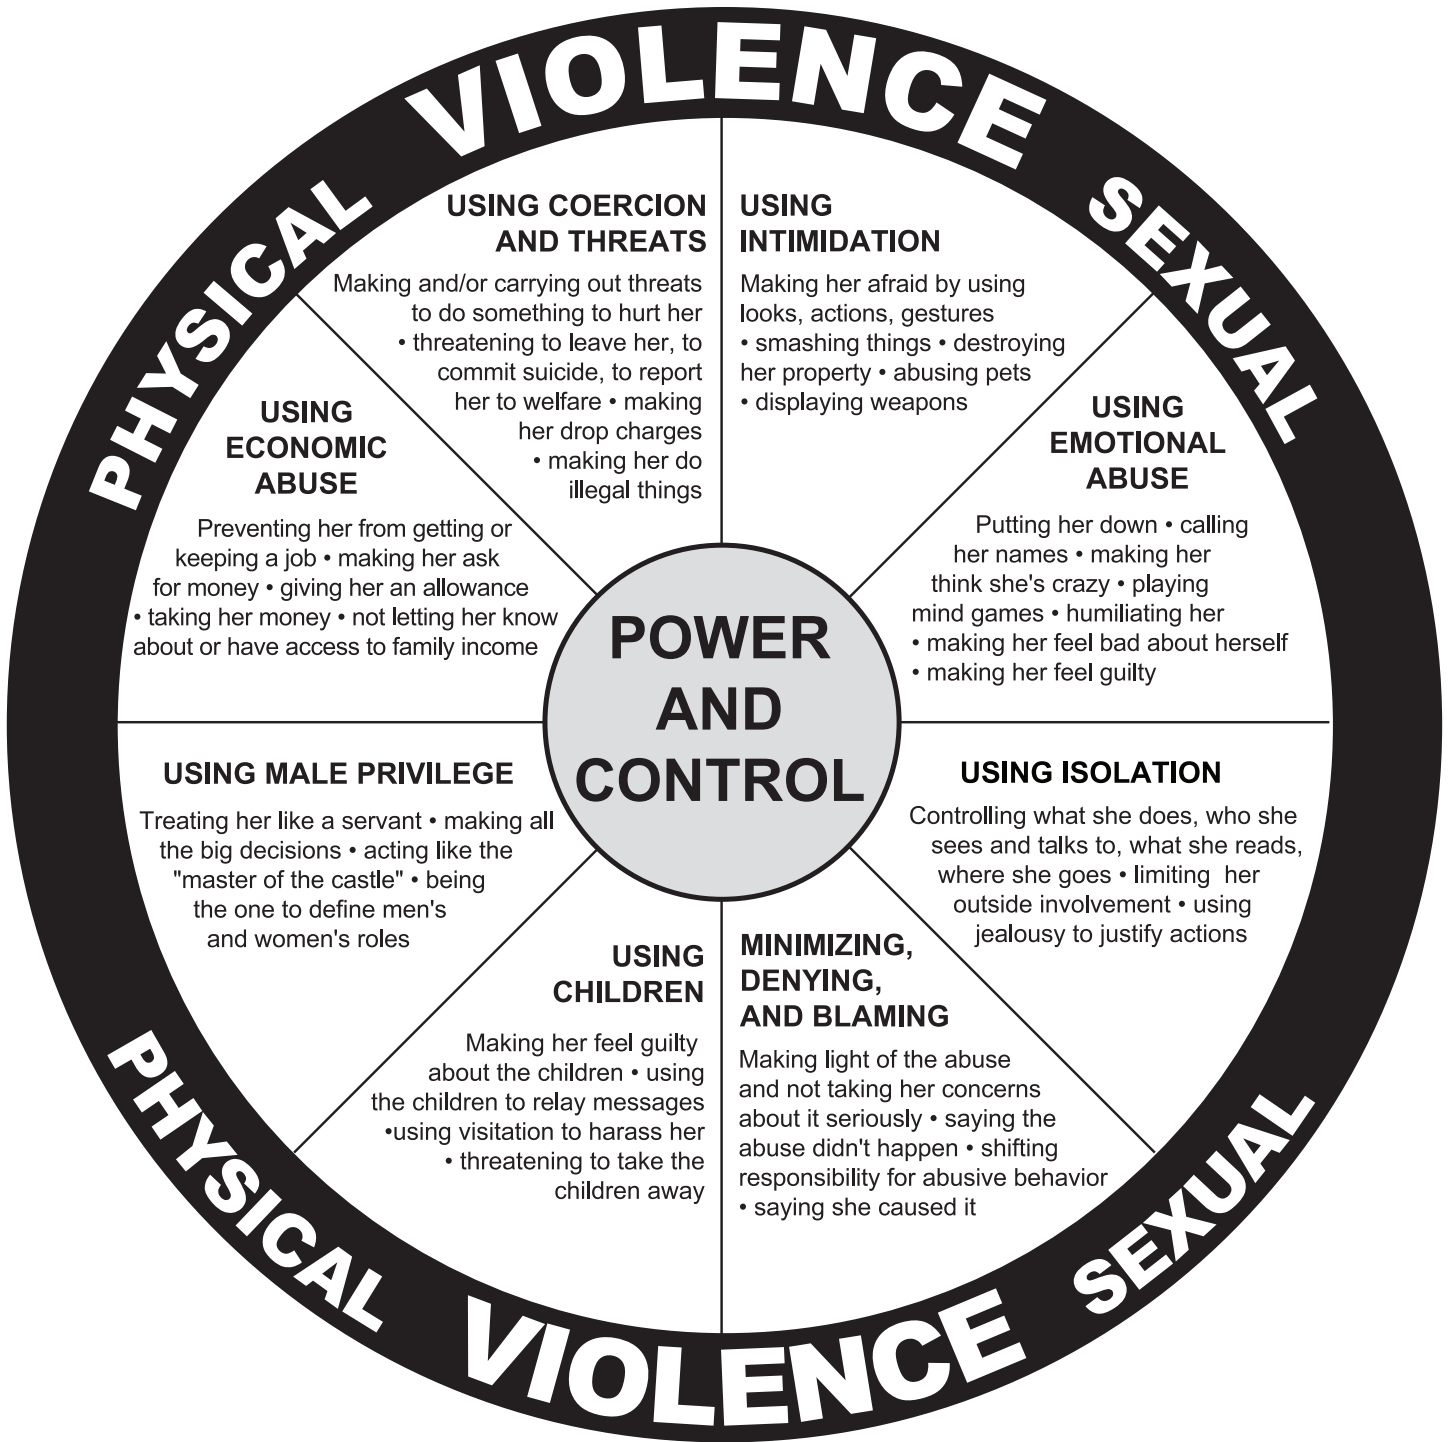 PHYSICAL VIOLENCE SEXUAL
USING COERCION
AND THREATS
Making and/or carrying out threats
to do something to hurt her
• threatening to leave her, to
commit suicide, to report
her to welfare • making
her drop charges
• making her do
illegal things
USING
INTIMIDATION
Making her afraid by using
looks, actions, gestures
• smashing things • destroying
her property • abusing pets
• displaying weapons
USING
EMOTIONAL
ABUSE
Putting her down • calling
her names • making her
think she's crazy • playing
mind games • humiliating her
• making her feel bad about herself
• making her feel guilty
USING ISOLATION
Controlling what she does, who she
sees and talks to, what she reads,
where she goes • limiting  her
outside involvement • using
jealousy to justify actions
MINIMIZING,
DENYING,
AND BLAMING
Making light of the abuse
and not taking her concerns
about it seriously • saying the
abuse didn't happen • shifting
responsibility for abusive behavior
• saying she caused it
USING
CHILDREN
Making her feel guilty
about the children • using
the children to relay messages
•using visitation to harass her
• threatening to take the
children away
USING MALE PRIVILEGE
Treating her like a servant • making all
the big decisions • acting like the
"master of the castle" • being
the one to define men's
and women's roles
USING
ECONOMIC
ABUSE
Preventing her from getting or
keeping a job • making her ask
for money • giving her an allowance
• taking her money • not letting her know
about or have access to family income
POWER
AND
CONTROL
PHYSICAL VIOLENCE SEXUAL